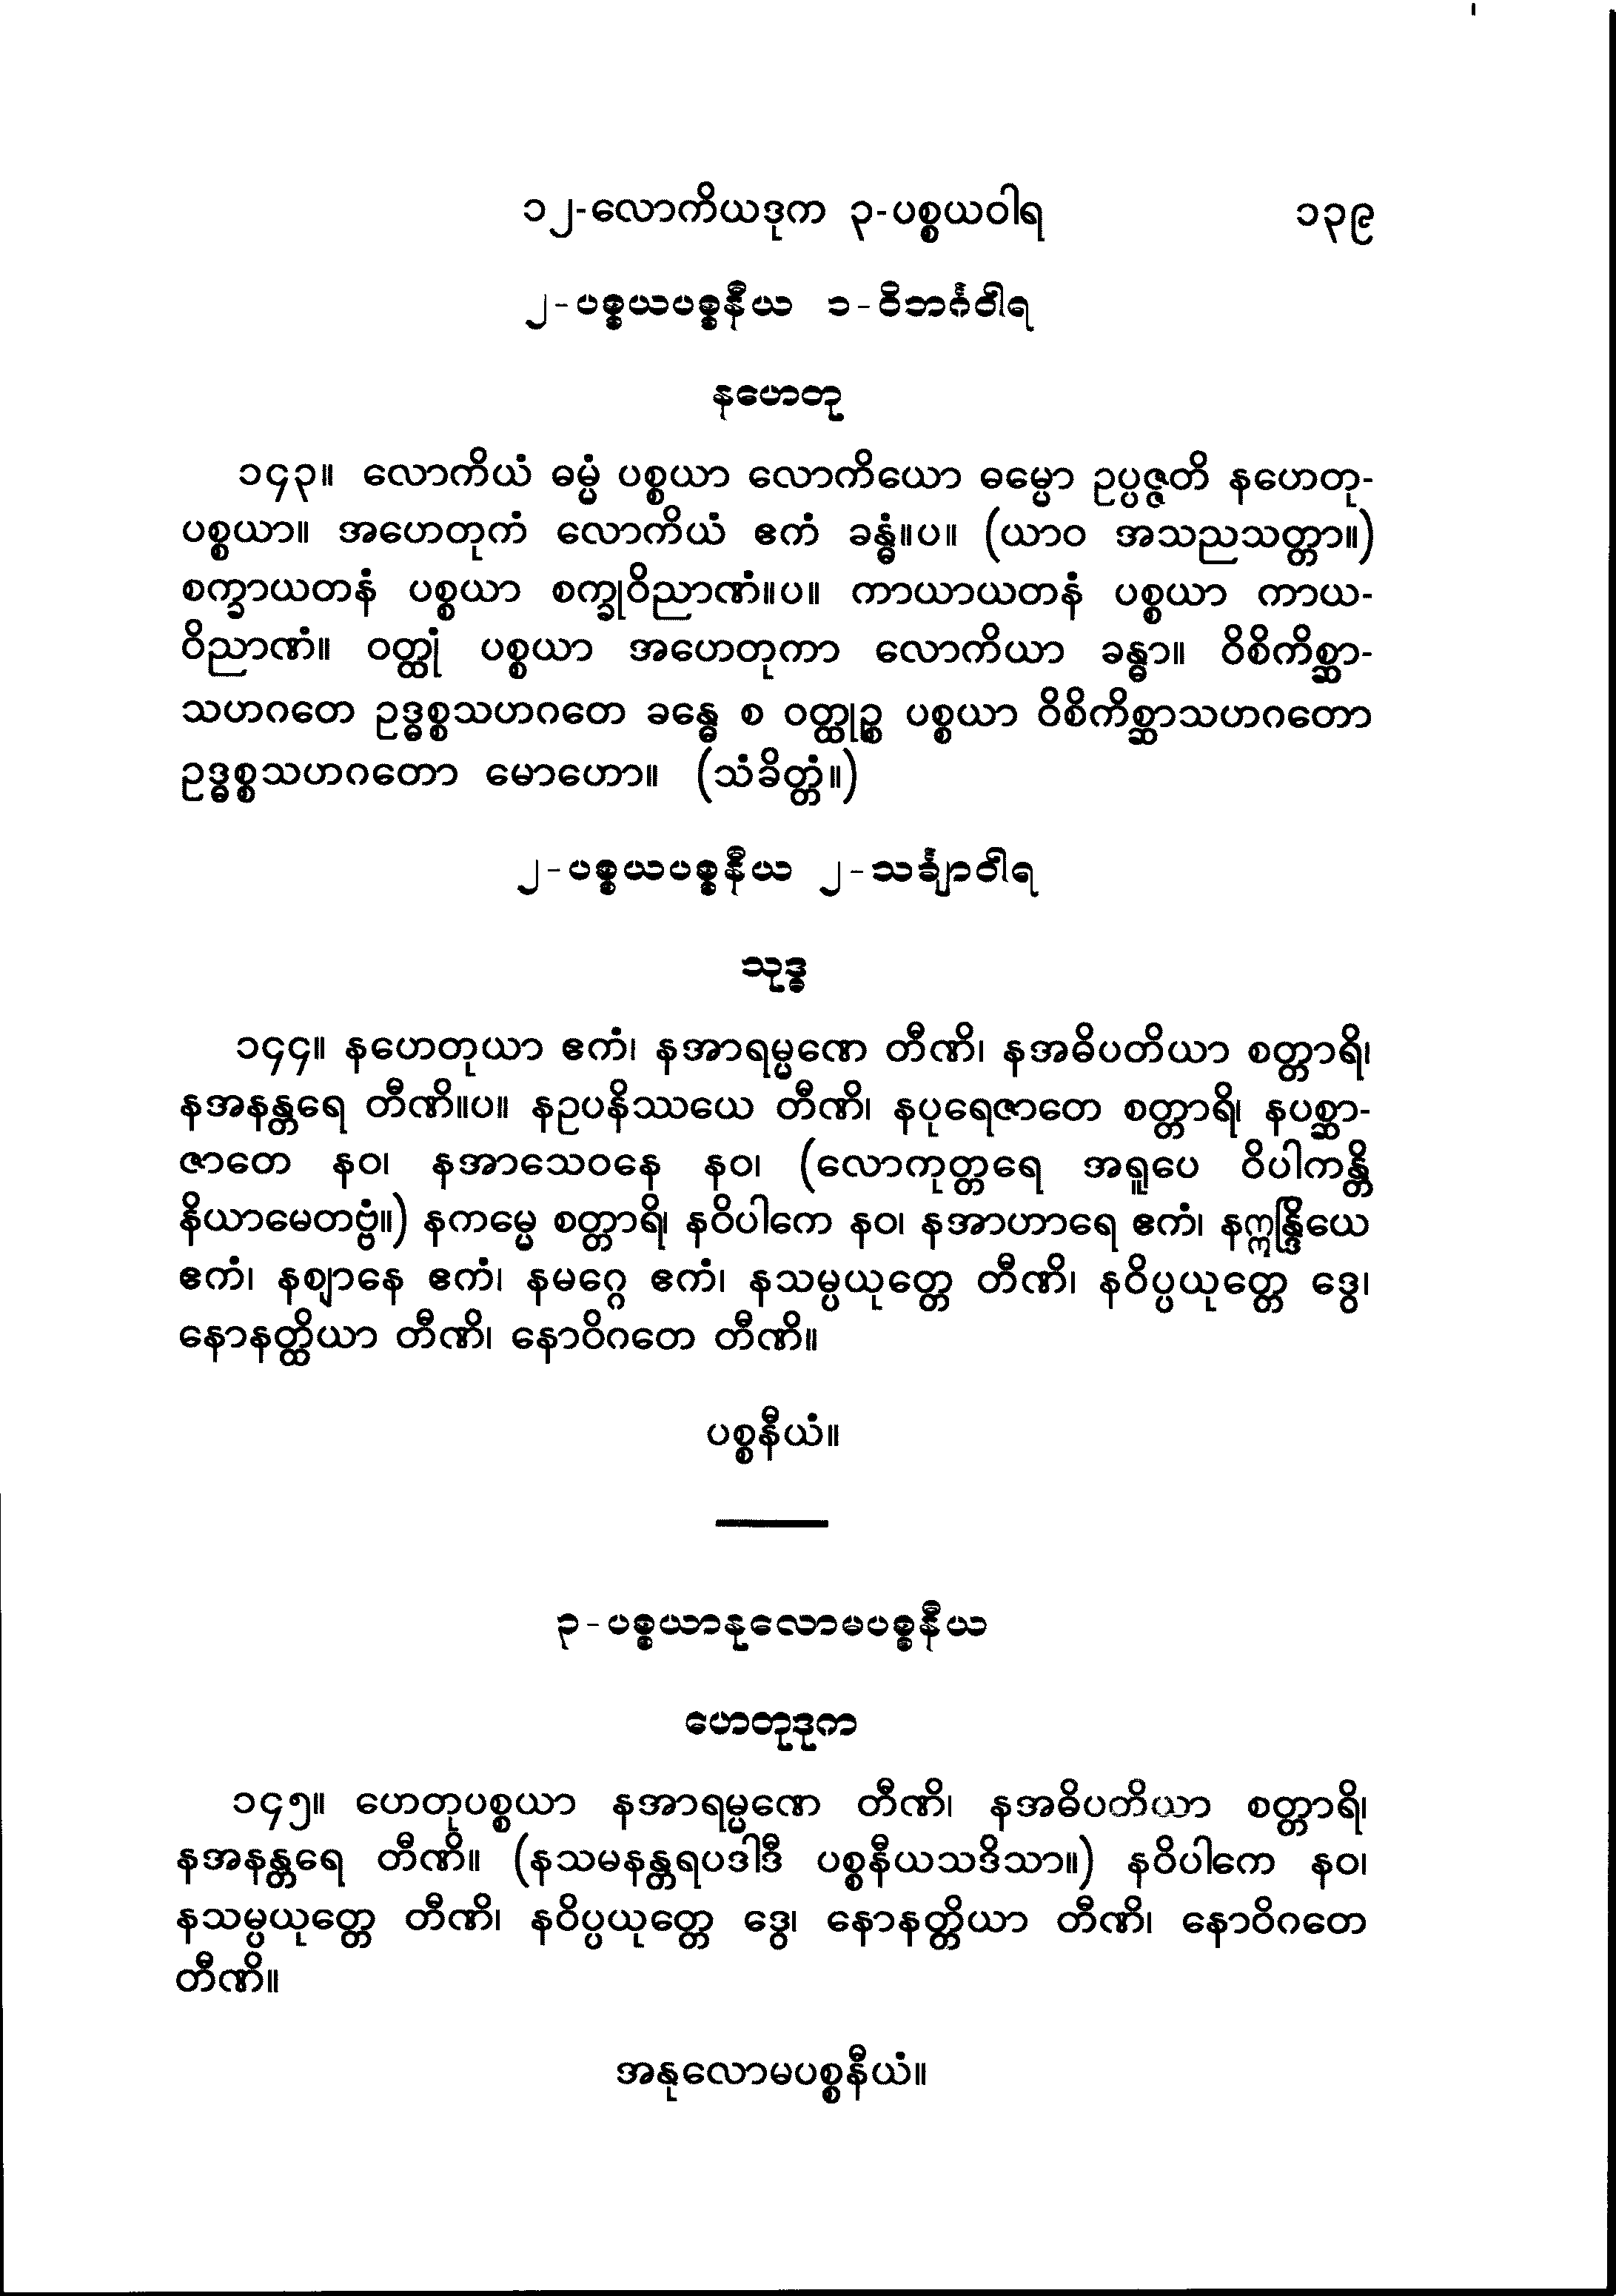 ၁၂-လောကိယဒုက ၃-ပစ္စယဝါရ ၁၃၉
၂-ပစ္စယပစ္စနီယ ၁-ဝိဘင်္ဂဝါရ
နဟေတု
၁၄၃။ လောကိယံ ဓမ္မံ ပစ္စယာ လောကိယော ဓမ္မော ဥပ္ပဇ္ဇတိ နဟေတု-
ပစ္စယာ။ အဟေတုကံ လောကိယံ ဧကံ ခန္ဓံ။ပ။ (ယာဝ အသညသတ္တာ။)
စက္ခာယတနံ ပစ္စယာ စက္ခုဝိညာဏံ။ပ။ ကာယာယတနံ ပစ္စယာ ကာယ-
ဝိညာဏံ။ ဝတ္ထုံ ပစ္စယာ အဟေတုကာ လောကိယာ ခန္ဓာ။ ဝိစိကိစ္ဆာ-
သဟဂတေ ဥဒ္ဓစ္စသဟဂတေ ခန္ဓေ စ ဝတ္ထုဉ္စ ပစ္စယာ ဝိစိကိစ္ဆာသဟဂတော
ဥဒ္ဓစ္စသဟဂတော မောဟော။ (သံခိတ္တံ။)
၂-ပစ္စယပစ္စနီယ ၂-သင်္ချာဝါရ
သုဒ္ဓ
၁၄၄။ နဟေတုယာ ဧကံ၊ နအာရမ္မဏေ တီဏိ၊ နအဓိပတိယာ စတ္တာရိ၊
နအနန္တရေ တီဏိ။ပ။ နဥပနိဿယေ တီဏိ၊ နပုရေဇာတေ စတ္တာရိ၊ နပစ္ဆာ-
ဇာတေ နဝ၊ နအာသေဝနေ နဝ၊ (လောကုတ္တရေ အရူပေ ဝိပါကန္တိ
နိယာမေတဗ္ဗံ။) နကမ္မေ စတ္တာရိ၊ နဝိပါကေ နဝ၊ နအာဟာရေ ဧကံ၊ နဣန္ဒြိယေ
ဧကံ၊ နဈာနေ ဧကံ၊ နမဂ္ဂေ ဧကံ၊ နသမ္ပယုတ္တေ တီဏိ၊ နဝိပ္ပယုတ္တေ ဒွေ၊
နောနတ္ထိယာ တီဏိ၊ နောဝိဂတေ တီဏိ။
ပစ္စနီယံ။
၃-ပစ္စယာနုလောမပစ္စနီယ
ဟေတုဒုက
၁၄၅။ ဟေတုပစ္စယာ နအာရမ္မဏေ တီဏိ၊ နအဓိပတိယာ စတ္တာရိ၊
နအနန္တရေ တီဏိ။ (နသမနန္တရပဒါဒီ ပစ္စနီယသဒိသာ။) နဝိပါကေ နဝ၊
နသမ္ပယုတ္တေ တီဏိ၊ နဝိပ္ပယုတ္တေ ဒွေ၊ နောနတ္ထိယာ တီဏိ၊ နောဝိဂတေ
တီဏိ။
အနုလောမပစ္စနီယံ။